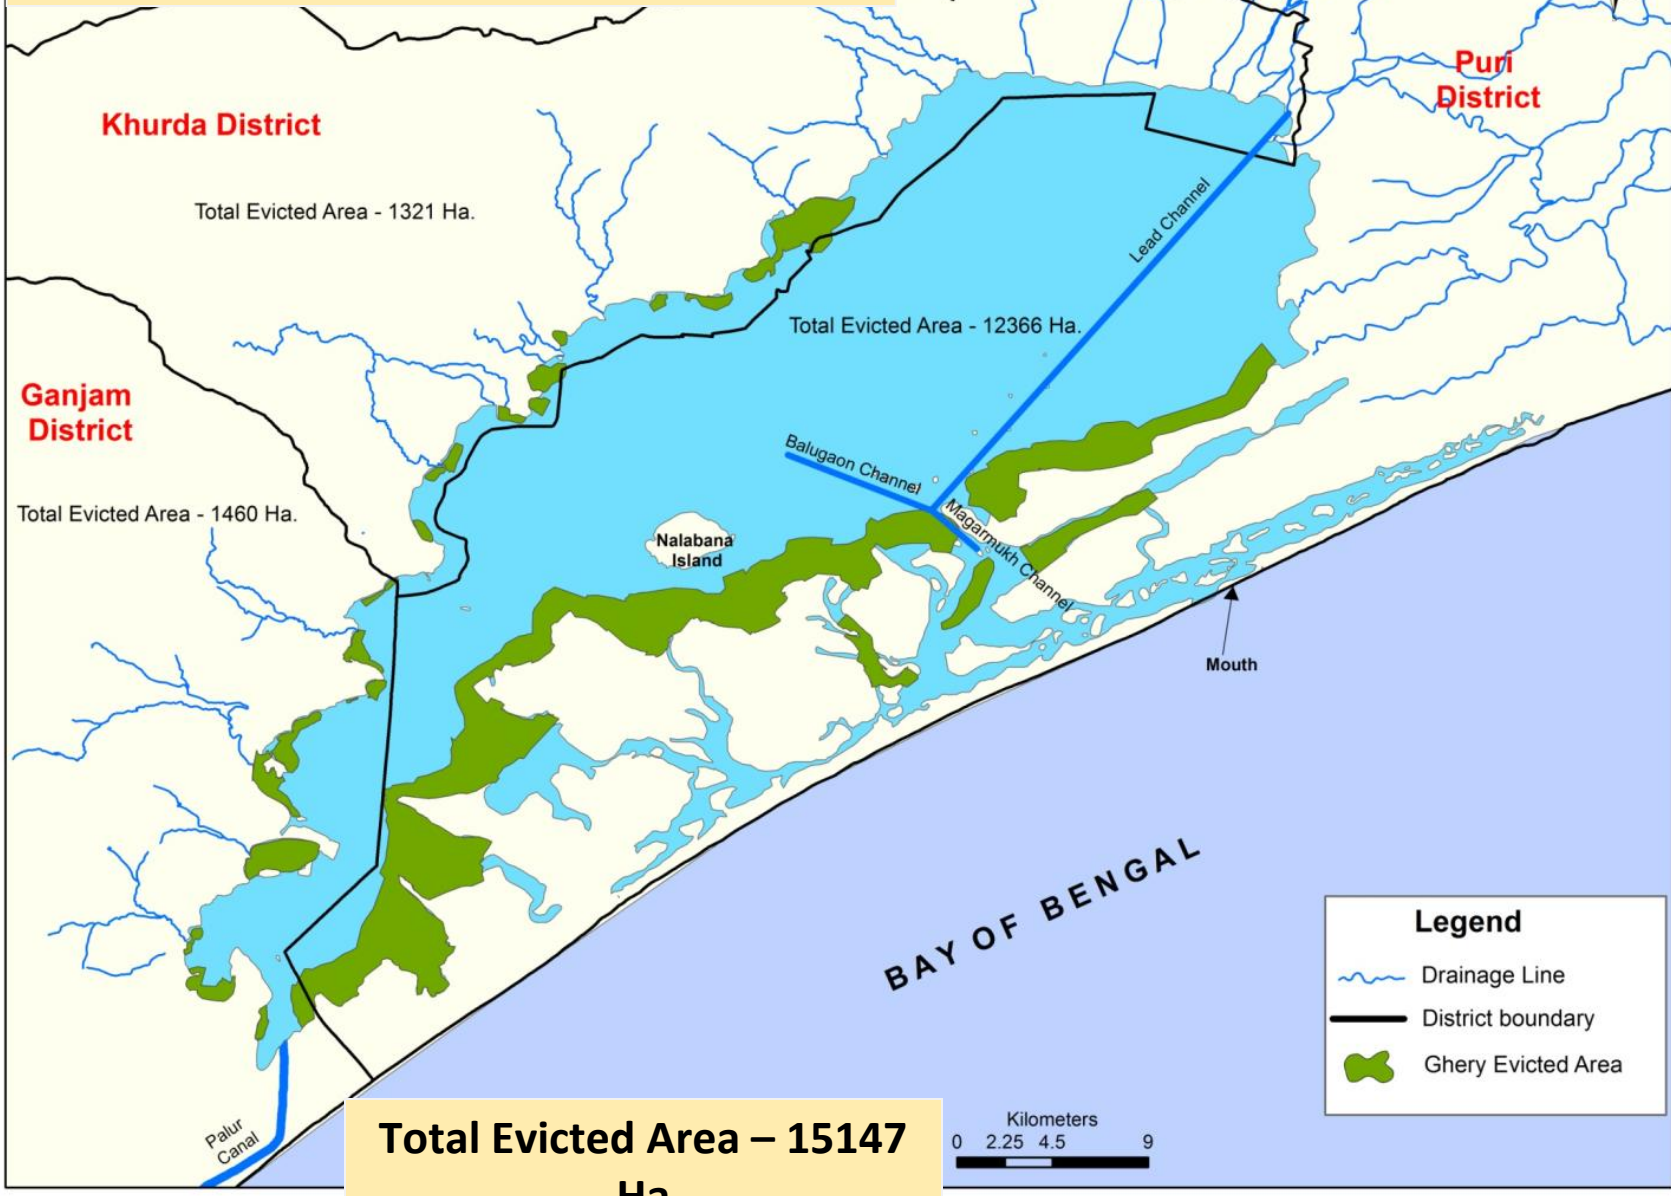 Puri
District
Khurda District
Total Evicted Area - 1321 Ha.
Lead Channel
Total Evicted Area - 12366 Ha.
Ganjam
District
Balugaon Channel
Total Evicted Area - 1460 Ha.
Magarmukh Channel
Nalabana
Island
Mouth
BAY OF BENGAL
Legend
Drainage Line
District boundary
Ghery Evicted Area
Palur
Canal
Total Evicted Area – 15147
Ha
Kilometers
0 2.25 4.5 9